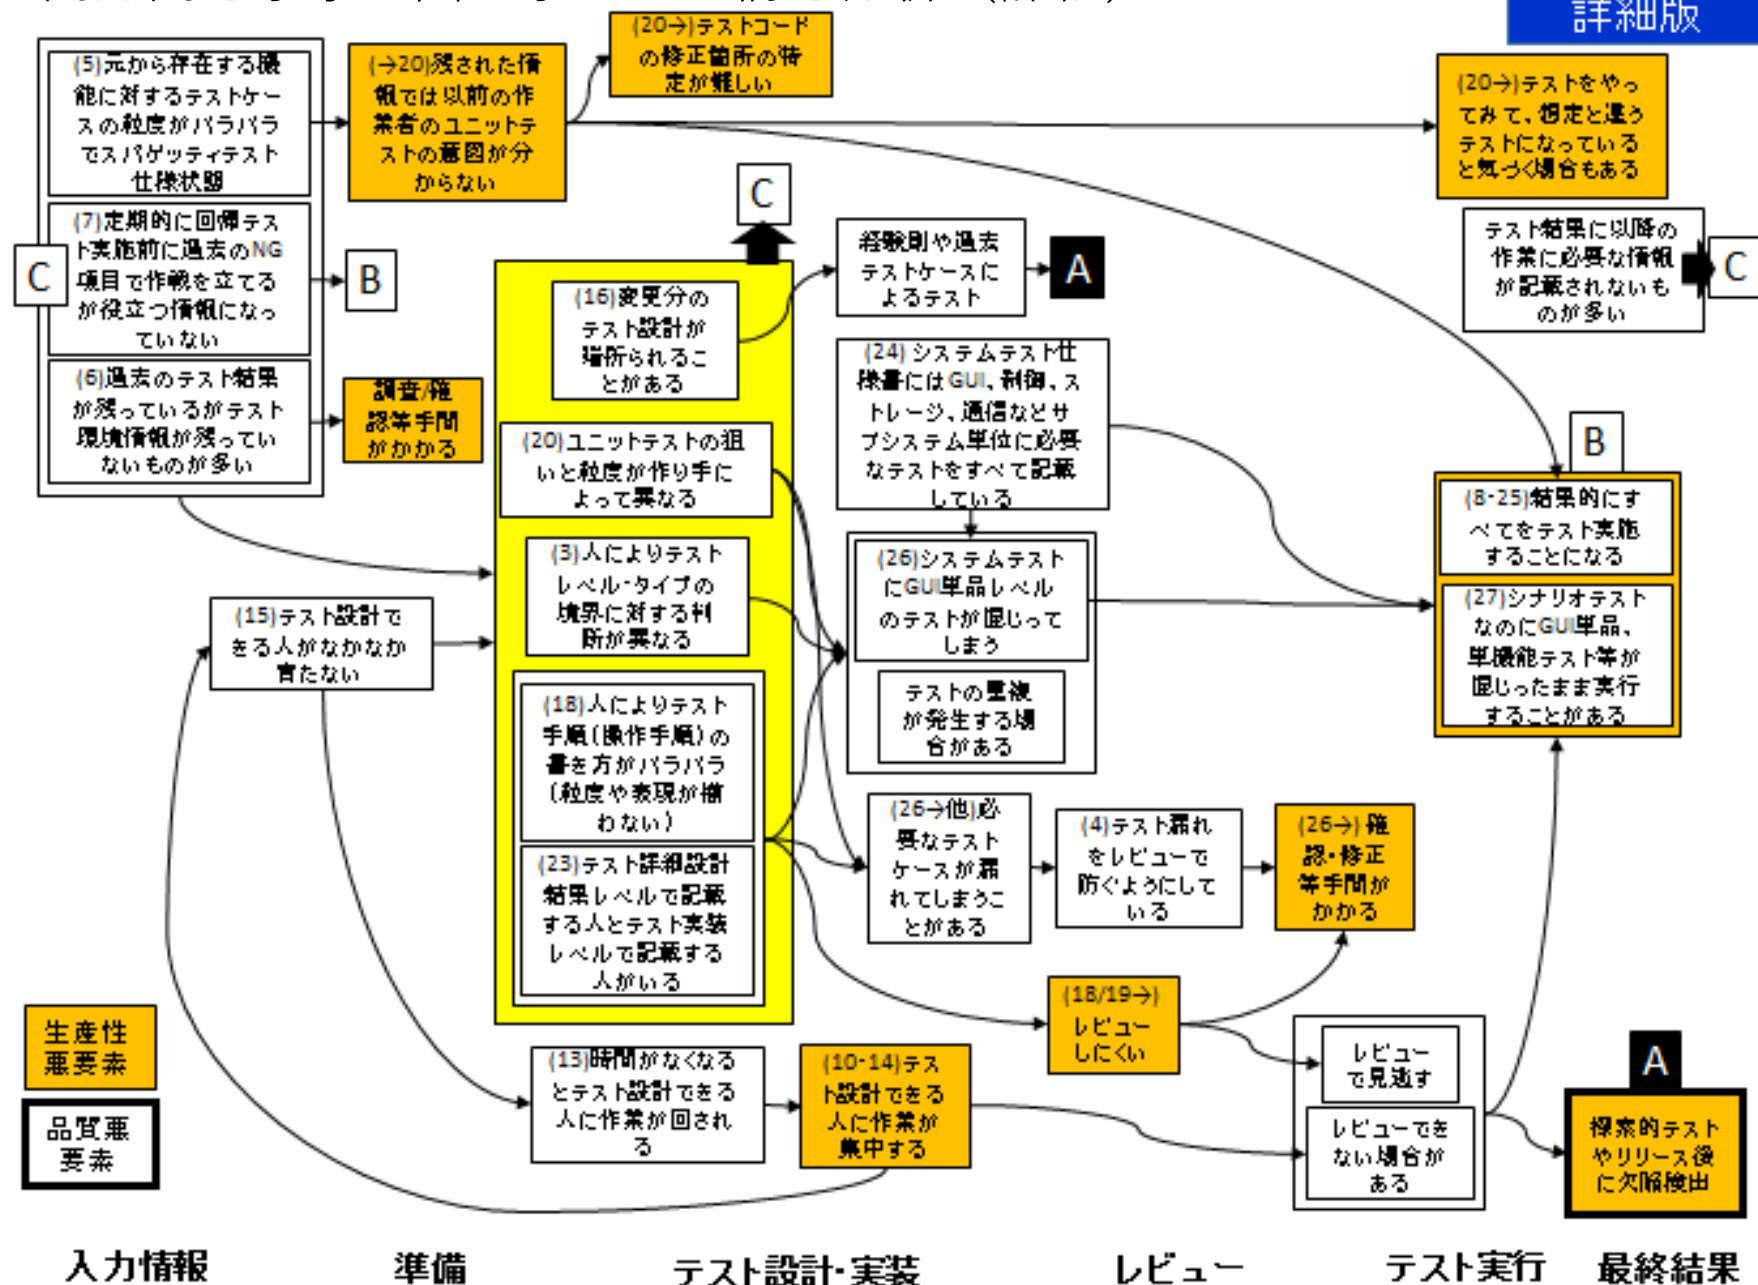 詳細版
(5)元から存在する機
能に対するテストケー
スの粒度がバラバラ
でスパゲッティテスト
仕様状態
(7)定期的に回帰テス
ト実施前に過去のNG
項目で作戦を立てる
が役立つ情報になっ
ていない
(6)過去のテスト結果
が残っているがテスト
環境情報が残ってい
ないものが多い
C
(→20)残された情
報では以前の作
業者のユニットテ
ストの意図が分
からない
B
調査/確
認等手間
がかかる
(20→)テストコード
の修正箇所の特
定が難しい
(20→)テストをやっ
てみて、想定と違う
テストになっている
と気づく場合もある
テスト結果に以降の
作業に必要な情報
が記載されないも
のが多い
C
C
(16)変更分の
テスト設計が
端折られるこ
とがある
経験則や過去
テストケースに
よるテスト
A
(20)ユニットテストの狙
いと粒度が作り手に
よって異なる
(3)人によりテスト
レベル・タイプの
境界に対する判
断が異なる
(18)人によりテスト
手順(操作手順)の
書き方がバラバラ
(粒度や表現が揃
わない)
(23)テスト詳細設計
結果レベルで記載
する人とテスト実装
レベルで記載する
人がいる
(24)システムテスト仕
様書にはGUI、制御、ス
トレージ、通信などサ
ブシステム単位に必要
なテストをすべて記載
している
(26)システムテスト
にGUI単品レベル
のテストが混じって
しまう
テストの重複
が発生する場
合がある
B
(8-25)結果的にす
べてをテスト実施
することになる
(27)シナリオテスト
なのにGUI単品、
単機能テスト等が
混じったまま実行
することがある
(15)テスト設計で
きる人がなかなか
育たない
(26→他)必
要なテスト
ケースが漏
れてしまうこ
とがある
(4)テスト漏れ
をレビューで
防ぐようにして
いる
(26→)確
認・修正
等手間が
かかる
(18/19→)
レビュー
しにくい
(13)時間がなくなる
とテスト設計できる
人に作業が回され
る
(10-14)テス
ト設計できる
人に作業が
集中する
レビュー
で見逃す
レビューでき
ない場合が
ある
A
探索的テスト
やリリース後
に欠陥検出
生産性
悪要素
品質悪
要素
入力情報
準備
テスト設計・実装
レビュー
テスト実行
最終結果